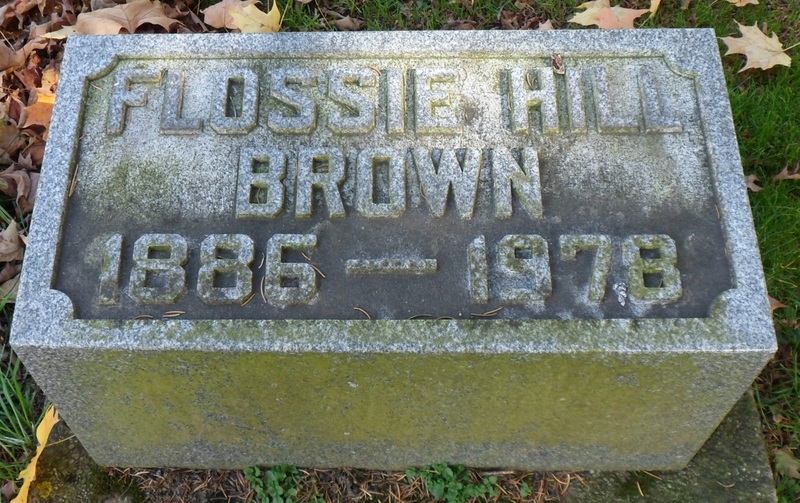 FLOSSIE HILL
BROWN
1886 — 1978